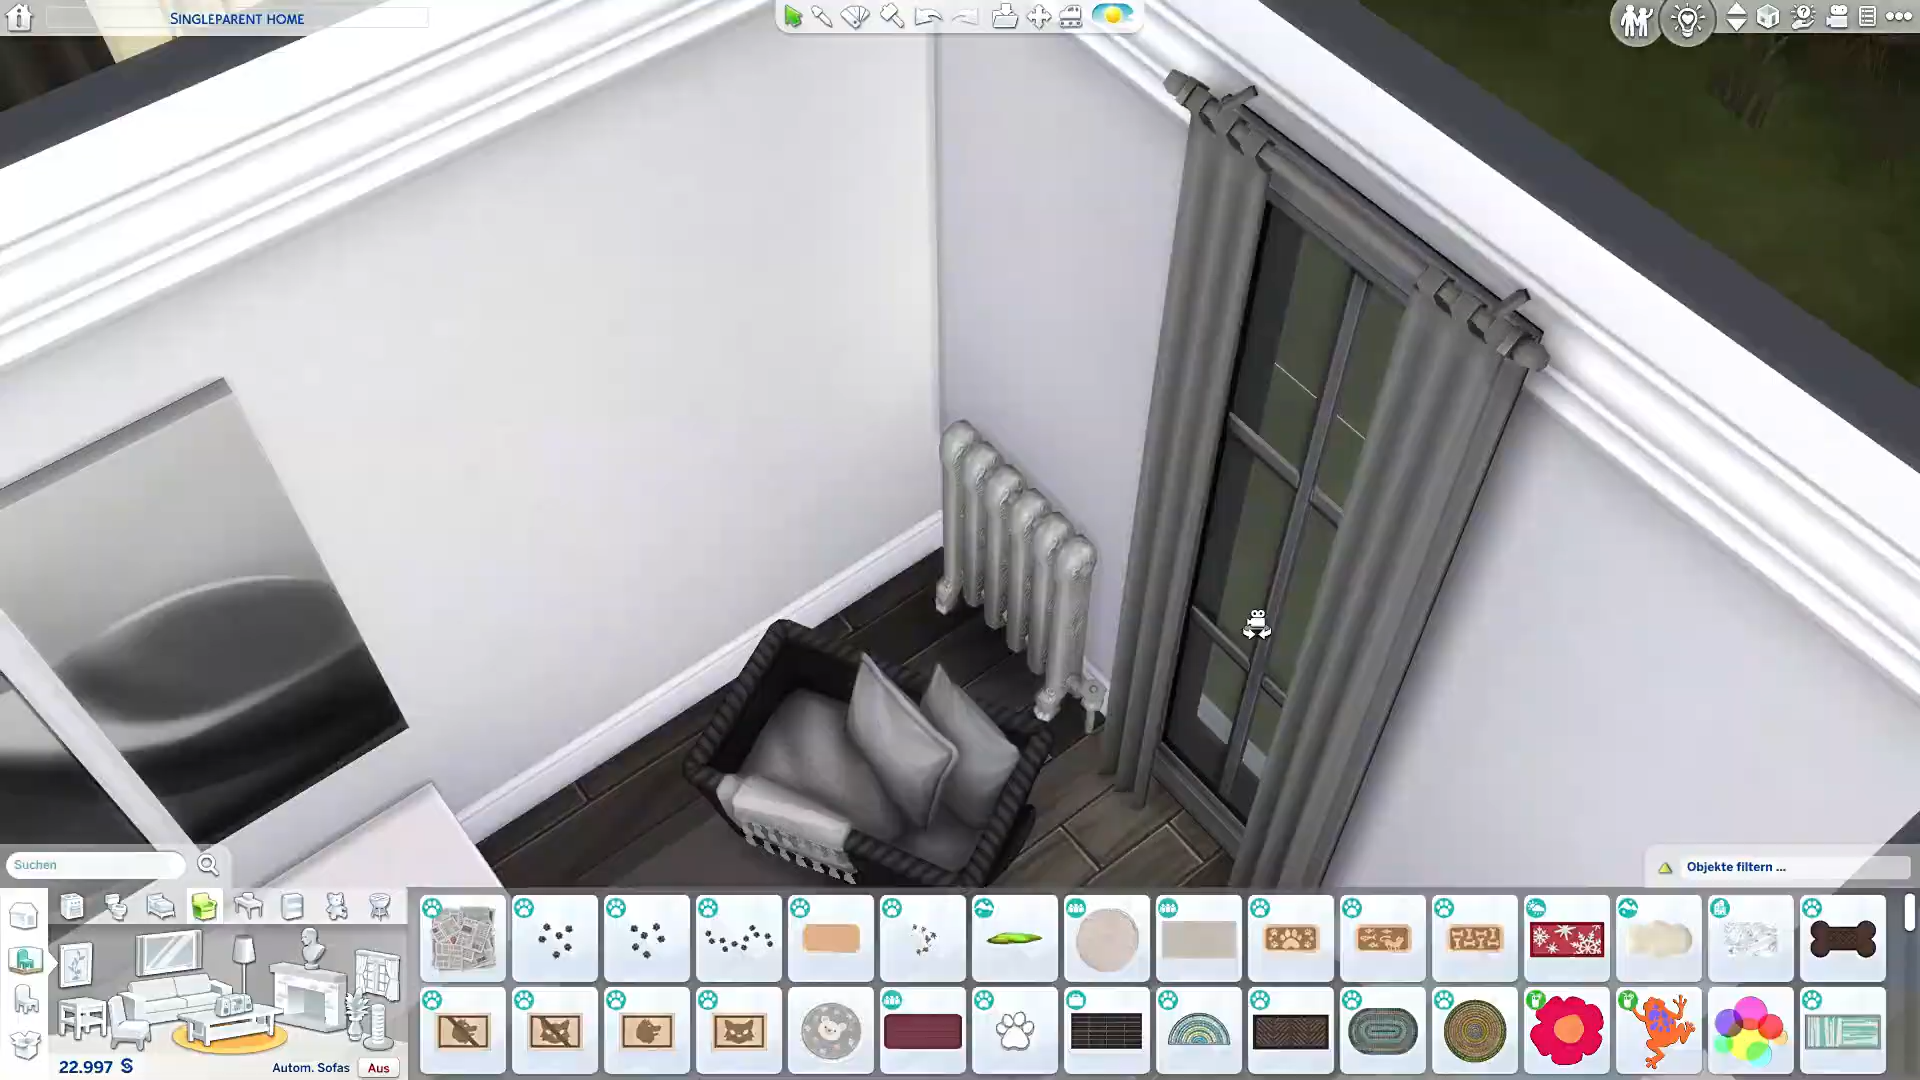 SINGLEPARENT HOME
Suchen
Objekte filtern ...
22.997 S
Autom. Sofas
Aus